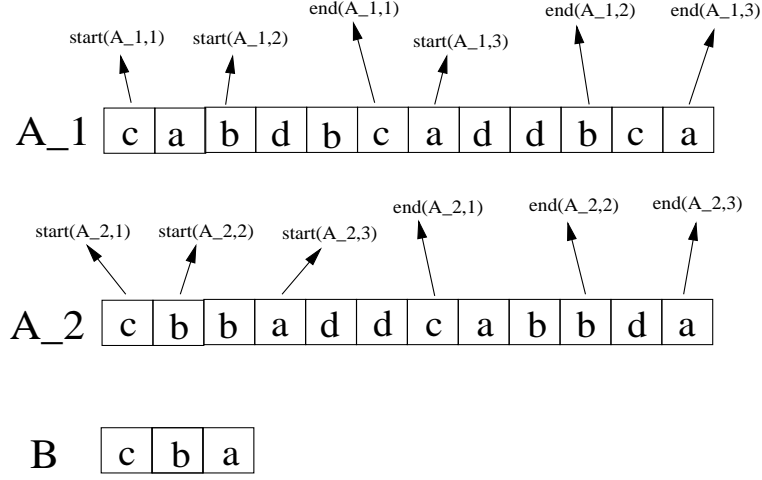 end(A_1,1) end(A_1,2) end(A_1,3)
start(A_1,1) start(A_1,2) start(A_1,3)
A_1 c a b d b c a d d b c a
end(A_2,1) end(A_2,2) end(A_2,3)
start(A_2,1) start(A_2,2) start(A_2,3)
A_2 c b b a d d c a b b d a
B c b a